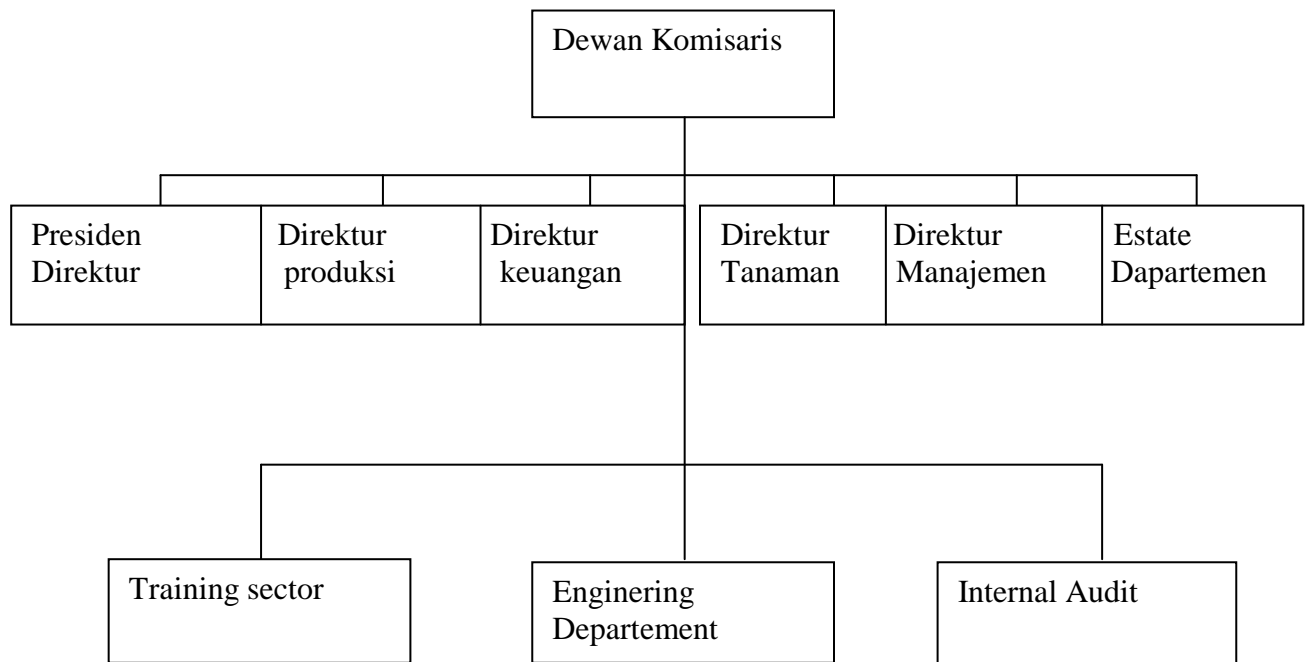 Dewan Komisaris
Presiden
Direktur
Direktur
produksi
Direktur
keuangan
Direktur
Tanaman
Direktur
Manajemen
Estate
Dapartemen
Training sector
Enginering
Departement
Internal Audit